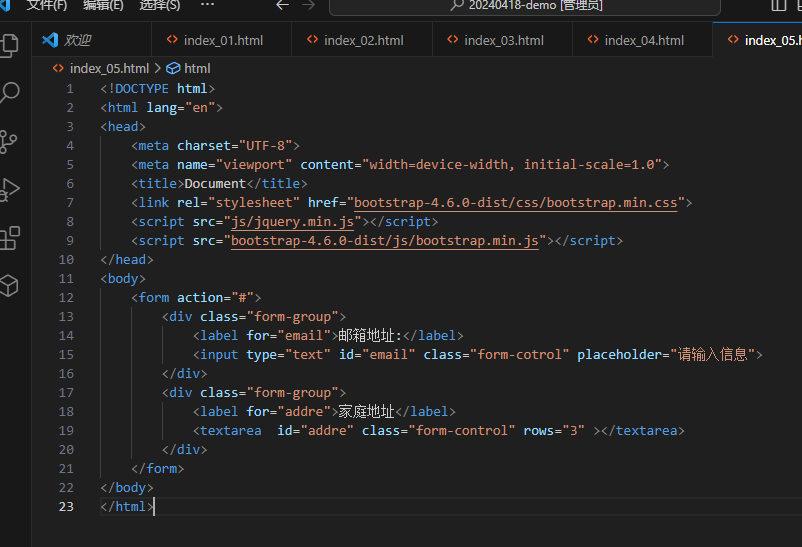 文件(F) 编辑(E) 选择(S) ··· 20240418-demo [管理员]
欢迎 index_01.html index_02.html index_03.html index_04.html index_05.h
index_05.html > html
1 <!DOCTYPE html>
2 <html lang="en">
3 <head>
4 <meta charset="UTF-8">
5 <meta name="viewport" content="width=device-width, initial-scale=1.0">
6 <title>Document</title>
7 <link rel="stylesheet" href="bootstrap-4.6.0-dist/css/bootstrap.min.css">
8 <script src="js/jquery.min.js"></script>
9 <script src="bootstrap-4.6.0-dist/js/bootstrap.min.js"></script>
10 </head>
11 <body>
12 <form action="#">
13 <div class="form-group">
14 <label for="email">邮箱地址:</label>
15 <input type="text" id="email" class="form-cotrol" placeholder="请输入信息">
16 </div>
17 <div class="form-group">
18 <label for="addre">家庭地址</label>
19 <textarea  id="addre" class="form-control" rows="3" ></textarea>
20 </div>
21 </form>
22 </body>
23 </html>